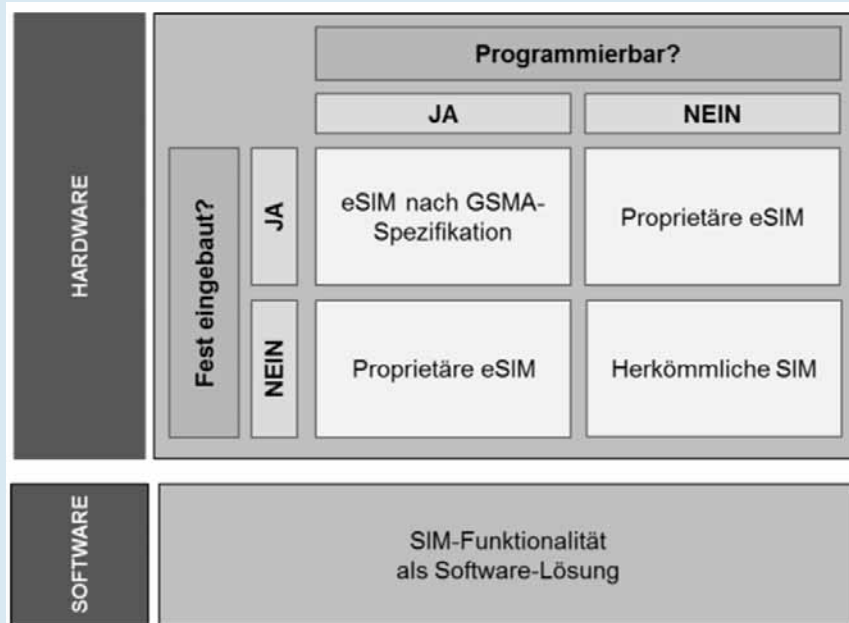 HARDWARE
Programmierbar?
JA
NEIN
Fest eingebaut?
JA
eSIM nach GSMA-
Spezifikation
Proprietäre eSIM
NEIN
Proprietäre eSIM
Herkömmliche SIM
SOFTWARE
SIM-Funktionalität
als Software-Lösung